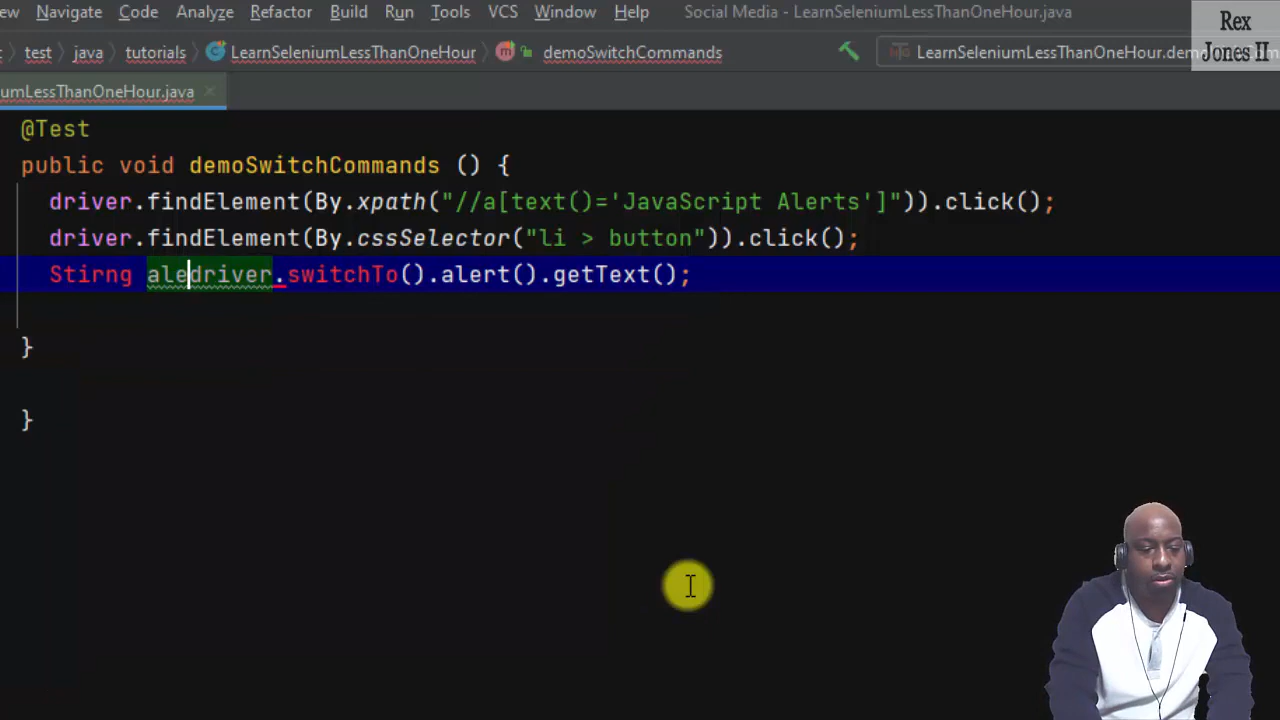 ew Navigate Code Analyze Refactor Build Run Tools VCS Window Help Social Media - LearnSeleniumLessThanOneHour.java
Rex
Jones II
test java tutorials LearnSeleniumLessThanOneHour demoSwitchCommands LearnSeleniumLessThanOneHour.dem
umLessThanOneHour.java
@Test
public void demoSwitchCommands () {
driver.findElement(By.xpath("//a[text()='JavaScript Alerts']")).click();
driver.findElement(By.cssSelector("li > button")).click();
Stirng aledriver.switchTo().alert().getText();
}
}